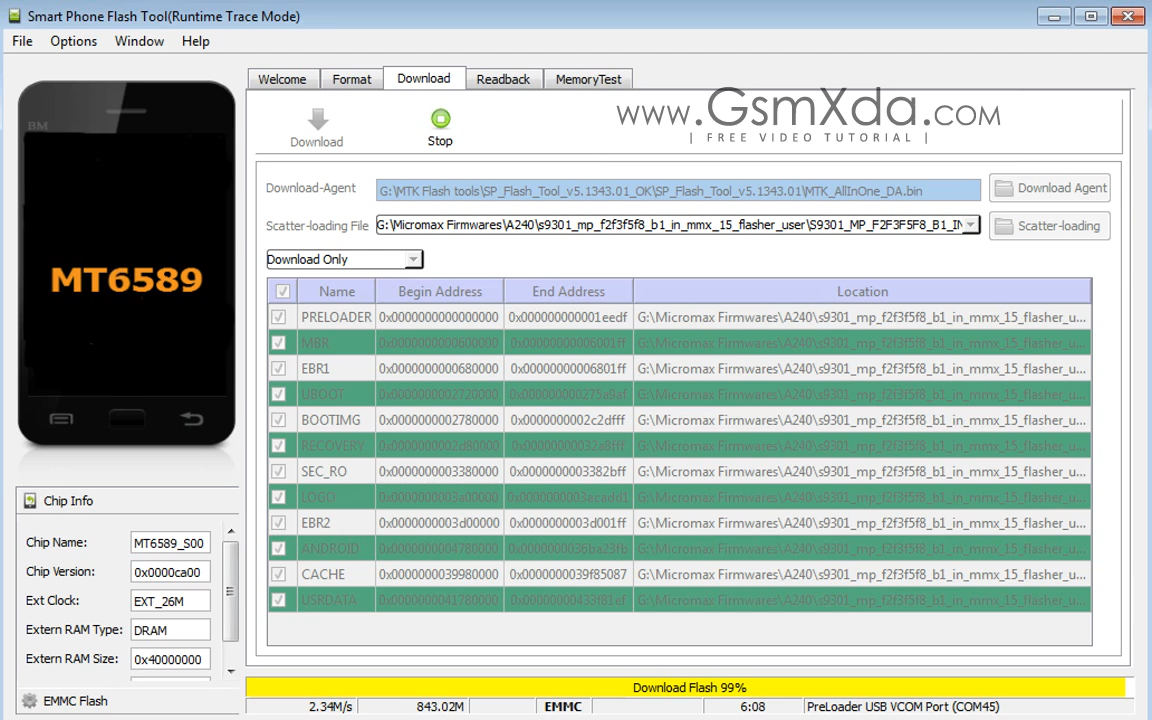 Smart Phone Flash Tool(Runtime Trace Mode)
File Options Window Help
Welcome Format Download Readback MemoryTest
BM
MT6589
Download
Stop
www.GsmXda.com
| FREE VIDEO TUTORIAL |
Download-Agent G:\MTK Flash tools\SP_Flash_Tool_v5.1343.01_OK\SP_Flash_Tool_v5.1343.01\MTK_AllInOne_DA.bin Download Agent
Scatter-loading File G:\Micromax Firmwares\A240\s9301_mp_f2f3f5f8_b1_in_mmx_15_flasher_user\S9301_MP_F2F3F5F8_B1_IN Scatter-loading
Download Only
Name Begin Address End Address Location
PRELOADER 0x0000000000000000 0x000000000001eedf G:\Micromax Firmwares\A240\s9301_mp_f2f3f5f8_b1_in_mmx_15_flasher_u...
MBR 0x0000000000600000 0x00000000006001ff G:\Micromax Firmwares\A240\s9301_mp_f2f3f5f8_b1_in_mmx_15_flasher_u...
EBR1 0x0000000000680000 0x00000000006801ff G:\Micromax Firmwares\A240\s9301_mp_f2f3f5f8_b1_in_mmx_15_flasher_u...
UBOOT 0x0000000002720000 0x000000000275a9af G:\Micromax Firmwares\A240\s9301_mp_f2f3f5f8_b1_in_mmx_15_flasher_u...
BOOTIMG 0x0000000002780000 0x0000000002c2dfff G:\Micromax Firmwares\A240\s9301_mp_f2f3f5f8_b1_in_mmx_15_flasher_u...
RECOVERY 0x0000000002d80000 0x00000000032a8fff G:\Micromax Firmwares\A240\s9301_mp_f2f3f5f8_b1_in_mmx_15_flasher_u...
SEC_RO 0x0000000003380000 0x0000000003382bff G:\Micromax Firmwares\A240\s9301_mp_f2f3f5f8_b1_in_mmx_15_flasher_u...
LOGO 0x0000000003a00000 0x0000000003acadd1 G:\Micromax Firmwares\A240\s9301_mp_f2f3f5f8_b1_in_mmx_15_flasher_u...
EBR2 0x0000000003d00000 0x0000000003d001ff G:\Micromax Firmwares\A240\s9301_mp_f2f3f5f8_b1_in_mmx_15_flasher_u...
ANDROID 0x0000000004780000 0x0000000036ba23fb G:\Micromax Firmwares\A240\s9301_mp_f2f3f5f8_b1_in_mmx_15_flasher_u...
CACHE 0x0000000039980000 0x0000000039f85087 G:\Micromax Firmwares\A240\s9301_mp_f2f3f5f8_b1_in_mmx_15_flasher_u...
USRDATA 0x0000000041780000 0x00000000433f81ef G:\Micromax Firmwares\A240\s9301_mp_f2f3f5f8_b1_in_mmx_15_flasher_u...
Chip Info
Chip Name: MT6589_S00
Chip Version: 0x0000ca00
Ext Clock: EXT_26M
Extern RAM Type: DRAM
Extern RAM Size: 0x40000000
EMMC Flash
Download Flash 99%
2.34M/s 843.02M EMMC 6:08 PreLoader USB VCOM Port (COM45)